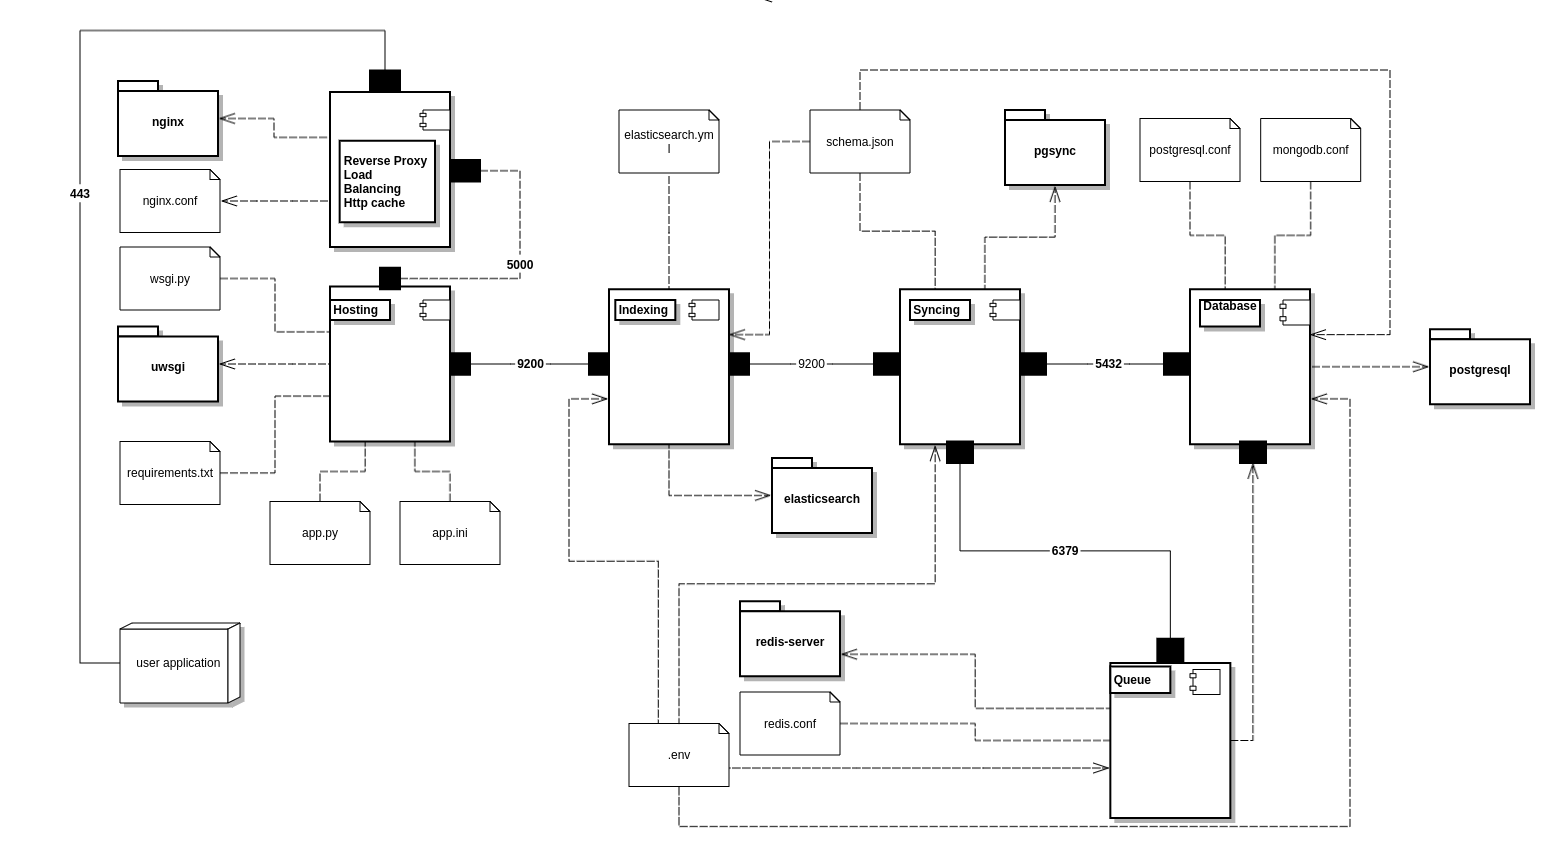 nginx
nginx.conf
443
Reverse Proxy
Load
Balancing
Http cache
wsgi.py
5000
Hosting
uwsgi
requirements.txt
app.py
app.ini
user application
9200
elasticsearch.ym
l
schema.json
pgsync
postgresql.conf
mongodb.conf
Indexing
9200
Syncing
5432
Database
postgresql
elasticsearch
6379
redis-server
redis.conf
.env
Queue